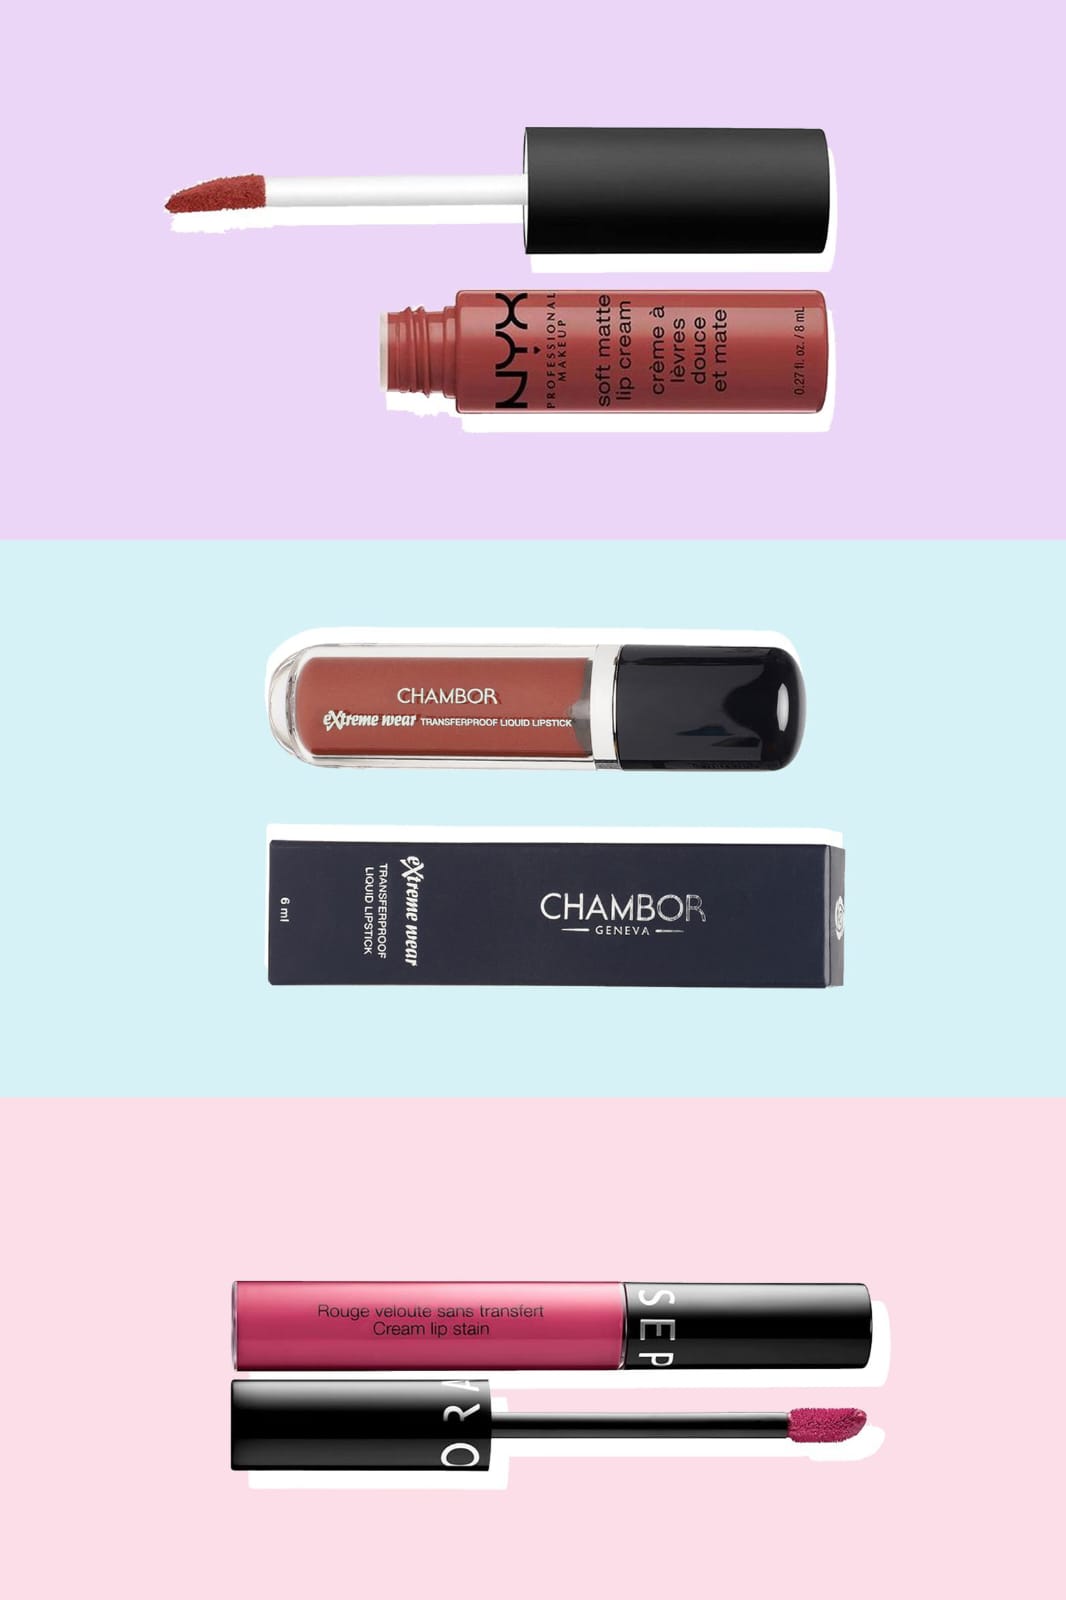 NYX
PROFESSIONAL
MAKEUP
soft matte
lip cream
crème à
lèvres
douce
et mate
0.27 fl. oz. / 8 mL
CHAMBOR
extreme wear TRANSFERPROOF LIQUID LIPSTICK
CHAMBOR
GENEVA
extreme wear
TRANSFERPROOF
LIQUID LIPSTICK
6 ml
Rouge veloute sans transfert
Cream lip stain
SEP
ORA